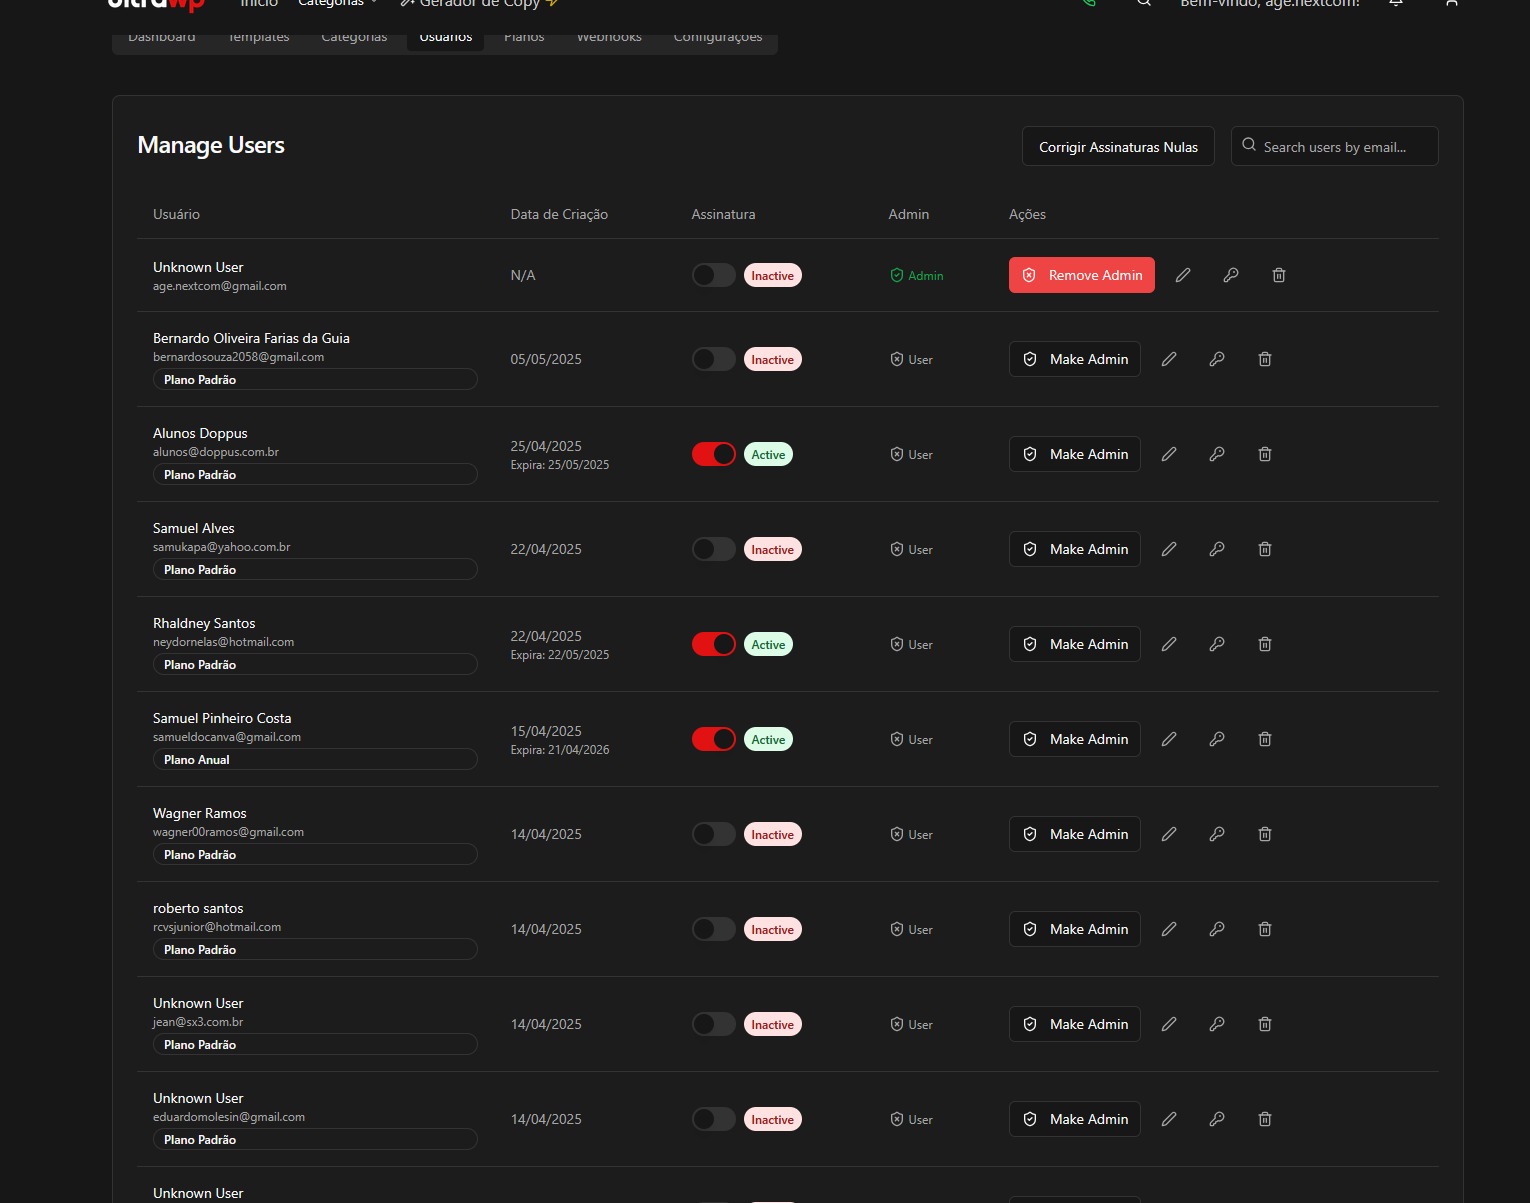 ultrawp Início Categorias Gerador de Copy Bem-vindo, age.nextcom!
Dashboard Templates Categorias Usuários Planos Webhooks Configurações
Manage Users Corrigir Assinaturas Nulas Search users by email...
Usuário Data de Criação Assinatura Admin Ações
Unknown User
age.nextcom@gmail.com
N/A Inactive Admin Remove Admin
Bernardo Oliveira Farias da Guia
bernardosouza2058@gmail.com
Plano Padrão
05/05/2025 Inactive User Make Admin
Alunos Doppus
alunos@doppus.com.br
Plano Padrão
25/04/2025
Expira: 25/05/2025
Active User Make Admin
Samuel Alves
samukapa@yahoo.com.br
Plano Padrão
22/04/2025 Inactive User Make Admin
Rhaldney Santos
neydornelas@hotmail.com
Plano Padrão
22/04/2025
Expira: 22/05/2025
Active User Make Admin
Samuel Pinheiro Costa
samueldocanva@gmail.com
Plano Anual
15/04/2025
Expira: 21/04/2026
Active User Make Admin
Wagner Ramos
wagner00ramos@gmail.com
Plano Padrão
14/04/2025 Inactive User Make Admin
roberto santos
rcvsjunior@hotmail.com
Plano Padrão
14/04/2025 Inactive User Make Admin
Unknown User
jean@sx3.com.br
Plano Padrão
14/04/2025 Inactive User Make Admin
Unknown User
eduardomolesin@gmail.com
Plano Padrão
14/04/2025 Inactive User Make Admin
Unknown User